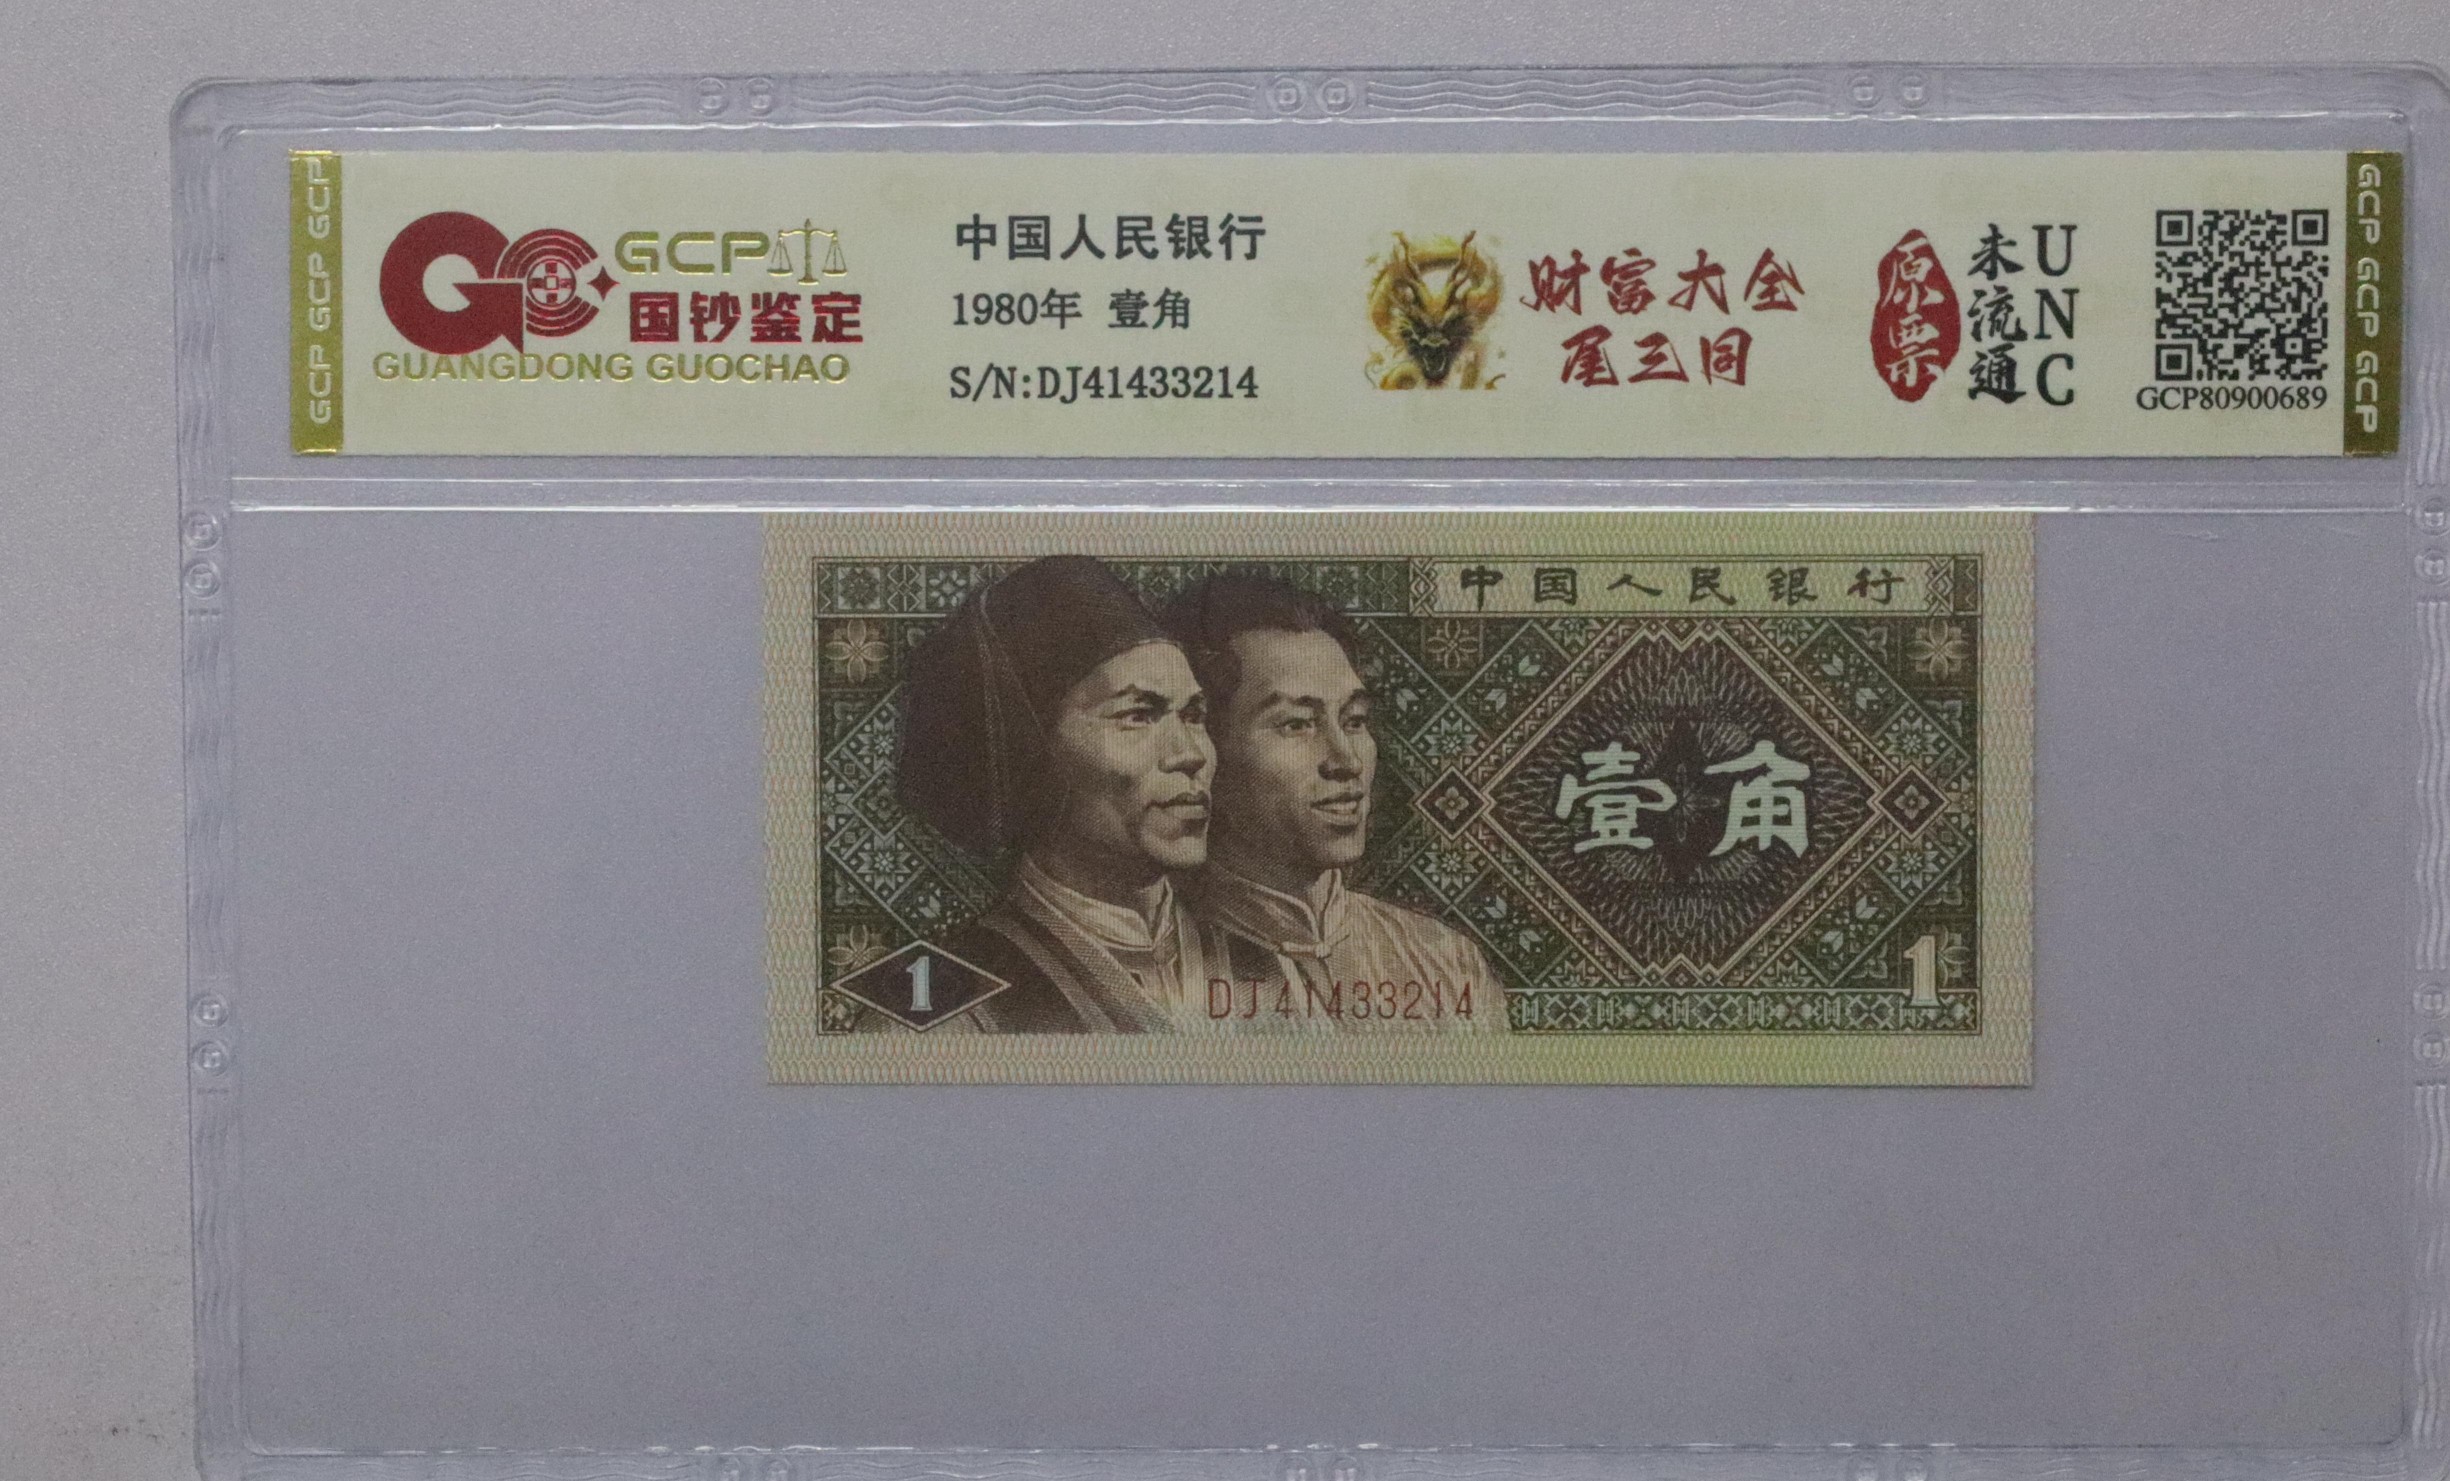 GCP GCP GCP
GCP
国钞鉴定
GUANGDONG GUOCHAO
中国人民银行
1980年 壹角
S/N:DJ41433214
财富大全
尾三同
原票
未流通
UNC
GCP80900689
GCP GCP GCP
中国人民银行
壹角
1
DJ41433214
1